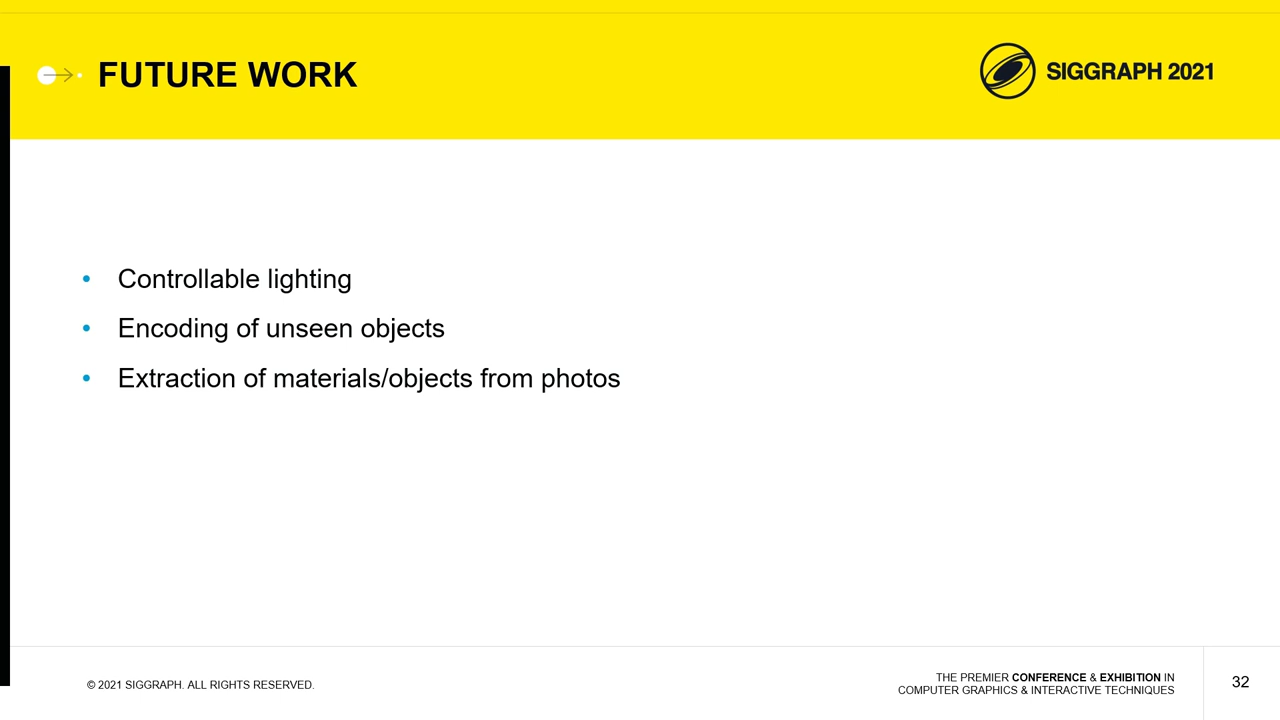 FUTURE WORK
SIGGRAPH 2021
• Controllable lighting
• Encoding of unseen objects
• Extraction of materials/objects from photos
© 2021 SIGGRAPH. ALL RIGHTS RESERVED.
THE PREMIER CONFERENCE & EXHIBITION IN
COMPUTER GRAPHICS & INTERACTIVE TECHNIQUES
32